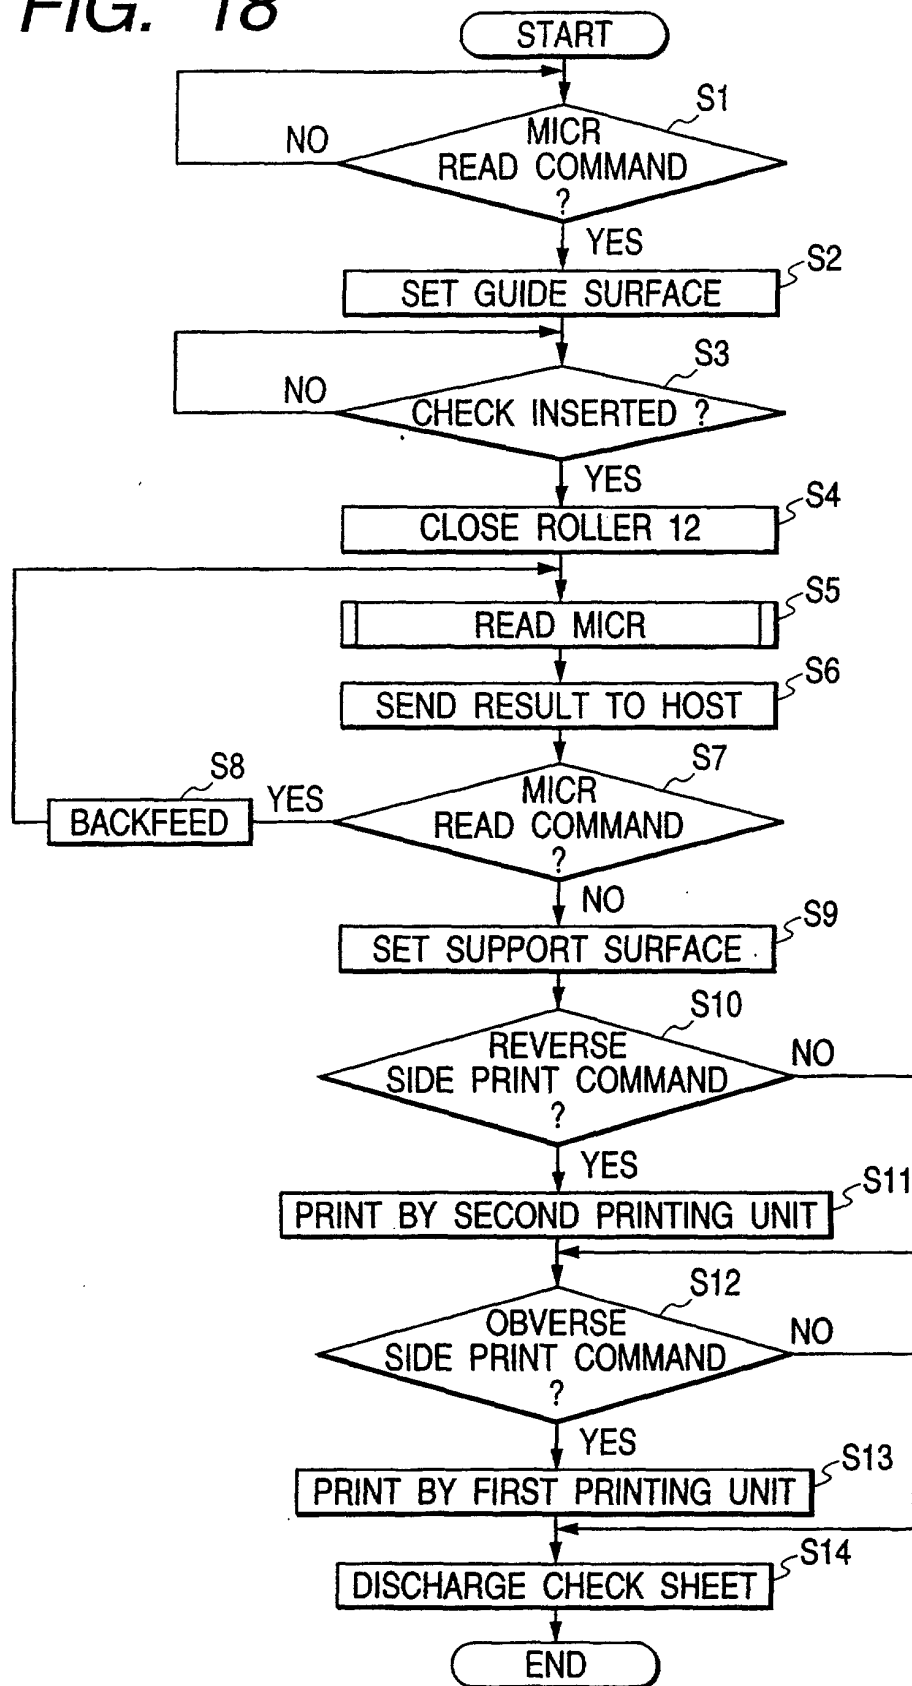 FIG. 18
START
S1
MICR
READ COMMAND
?
NO
YES
S2
SET GUIDE SURFACE
S3
CHECK INSERTED ?
NO
YES
S4
CLOSE ROLLER 12
S5
READ MICR
S6
SEND RESULT TO HOST
S7
MICR
READ COMMAND
?
S8
YES
BACKFEED
NO
S9
SET SUPPORT SURFACE
S10
REVERSE
SIDE PRINT COMMAND
?
NO
YES
S11
PRINT BY SECOND PRINTING UNIT
S12
OBVERSE
SIDE PRINT COMMAND
?
NO
YES
S13
PRINT BY FIRST PRINTING UNIT
S14
DISCHARGE CHECK SHEET
END